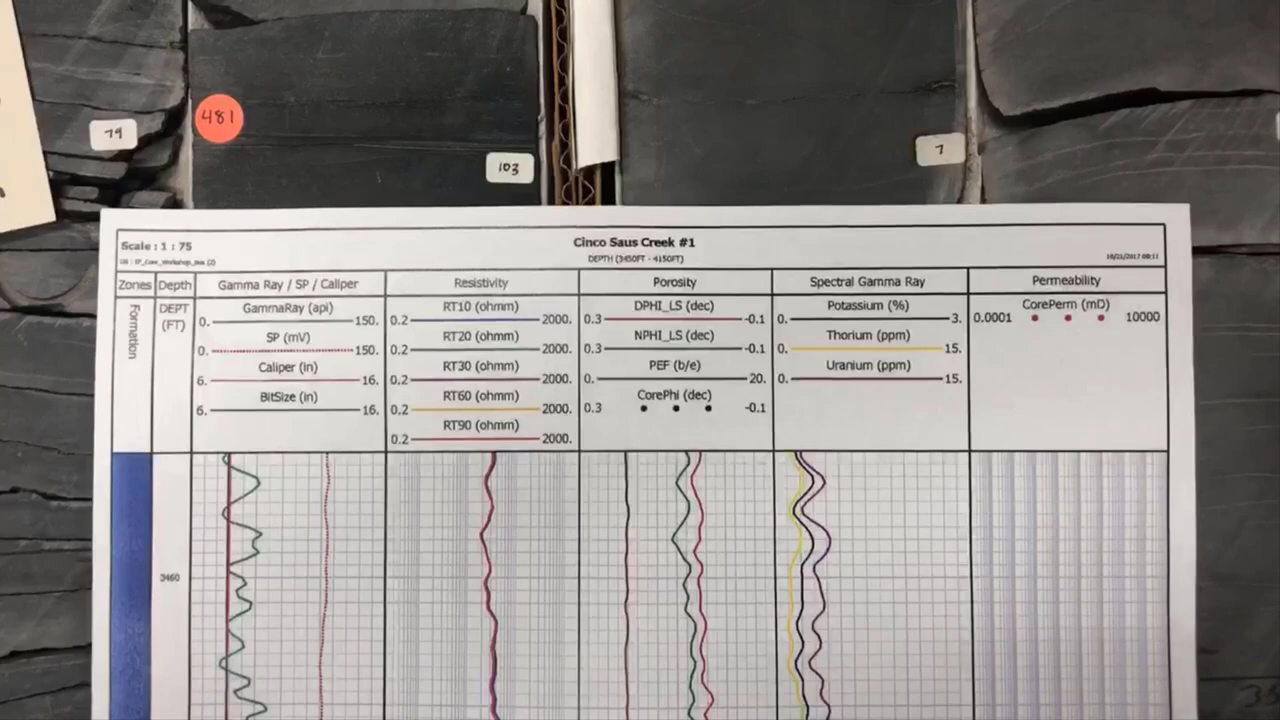 79
481
103
7
Cinco Saus Creek #1
Scale : 1 : 75
DEPTH (3450FT - 4150FT)
10/21/2017 08:11
Zones Depth Gamma Ray / SP / Caliper Resistivity Porosity Spectral Gamma Ray Permeability
Formation
DEPT
(FT)
GammaRay (api)
0. 150.
SP (mV)
0. 150.
Caliper (in)
6. 16.
BitSize (in)
6. 16.
RT10 (ohmm)
0.2 2000.
RT20 (ohmm)
0.2 2000.
RT30 (ohmm)
0.2 2000.
RT60 (ohmm)
0.2 2000.
RT90 (ohmm)
0.2 2000.
DPHI_LS (dec)
0.3 -0.1
NPHI_LS (dec)
0.3 -0.1
PEF (b/e)
0. 20.
CorePhi (dec)
0.3 -0.1
Potassium (%)
0. 3.
Thorium (ppm)
0. 15.
Uranium (ppm)
0. 15.
CorePerm (mD)
0.0001 10000
3460